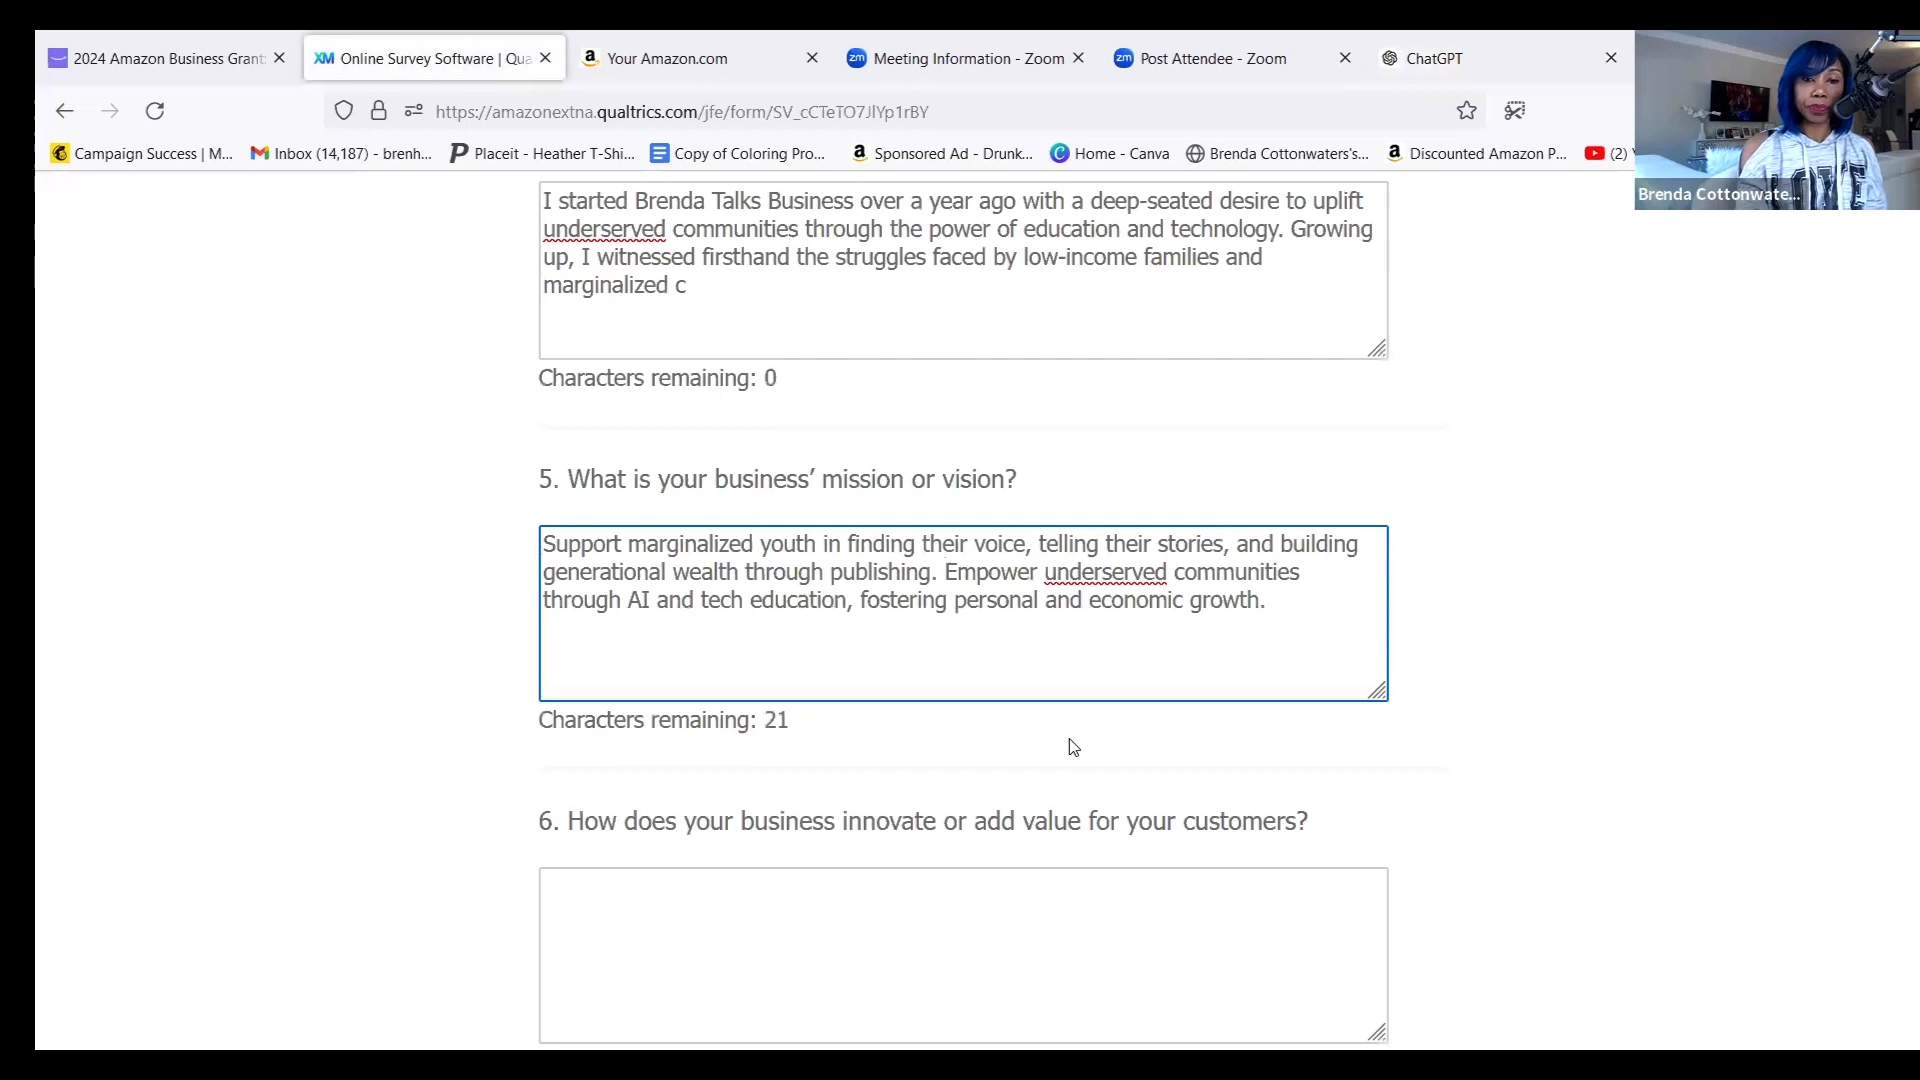 2024 Amazon Business Grant
XM Online Survey Software | Qua
Your Amazon.com
zm Meeting Information - Zoom
zm Post Attendee - Zoom
ChatGPT
https://amazonextna.qualtrics.com/jfe/form/
Campaign Success | M...
Inbox (14,187) - brenh...
Placeit - Heather T-Shi...
Copy of Coloring Pro...
Sponsored Ad - Drunk...
Home - Canva
Brenda Cottonwaters's...
Discounted Amazon P...
(2)
Brenda Cottonwate...
I started Brenda Talks Business over a year ago with a deep-seated desire to uplift
underserved communities through the power of education and technology. Growing
up, I witnessed firsthand the struggles faced by low-income families and
marginalized c
Characters remaining: 0
5. What is your business’ mission or vision?
Support marginalized youth in finding their voice, telling their stories, and building
generational wealth through publishing. Empower underserved communities
through AI and tech education, fostering personal and economic growth.
Characters remaining: 21
6. How does your business innovate or add value for your customers?